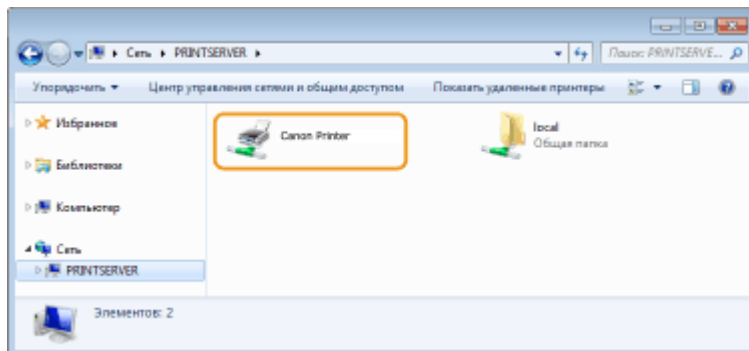 Сеть ▸ PRINTSERVER ▸
Поиск: PRINTSERVE...
Упорядочить Центр управления сетями и общим доступом Показать удаленные принтеры
Избранное
Canon Printer
local
Общая папка
Библиотеки
Компьютер
Сеть
PRINTSERVER
Элементов: 2